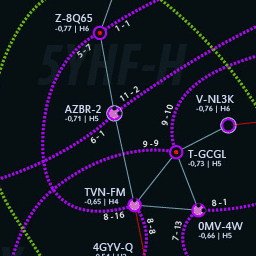 Z-8Q65
-0,77 | H6
5-7
1-1
5THF-H
11-2
AZBR-2
-0,71 | H5
6-1
V-NL3K
-0,76 | H6
9-10
9-9
T-GCGL
-0,73 | H5
TVN-FM
-0,65 | H4
8-16
8-1
8-8
7-13
0MV-4W
-0,66 | H5
4GYV-Q